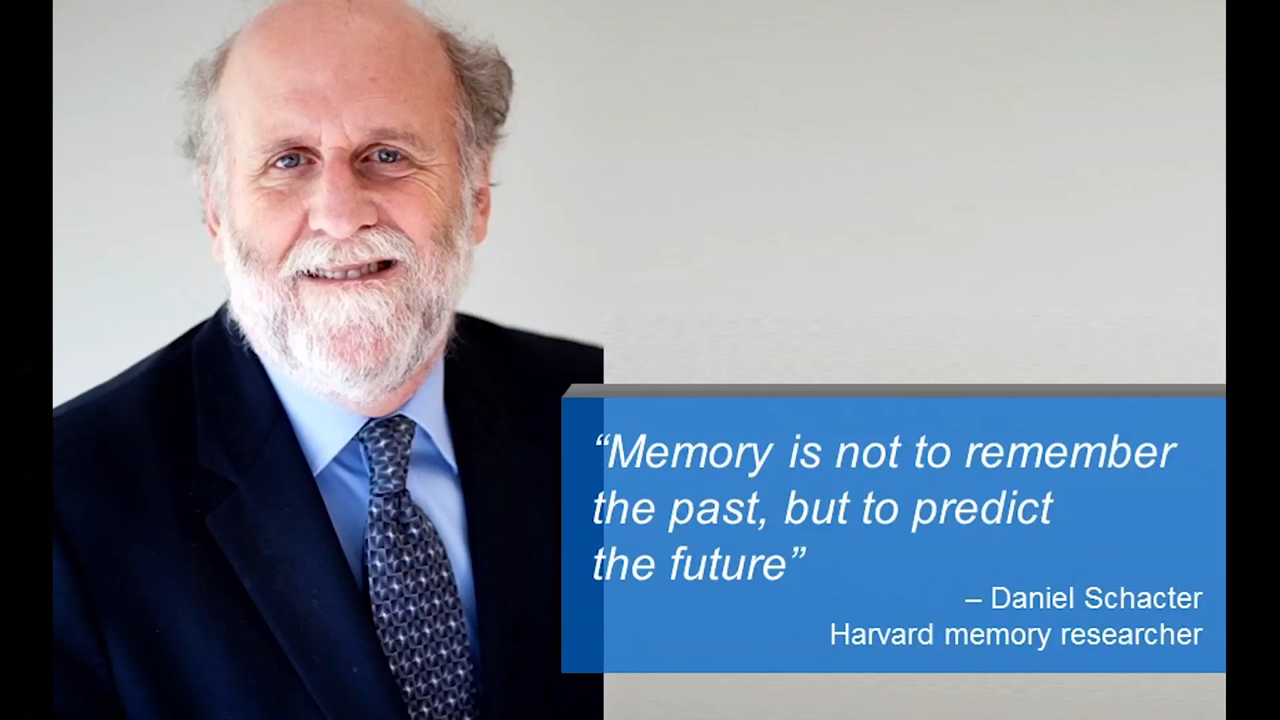 “Memory is not to remember
the past, but to predict
the future”
– Daniel Schacter
Harvard memory researcher